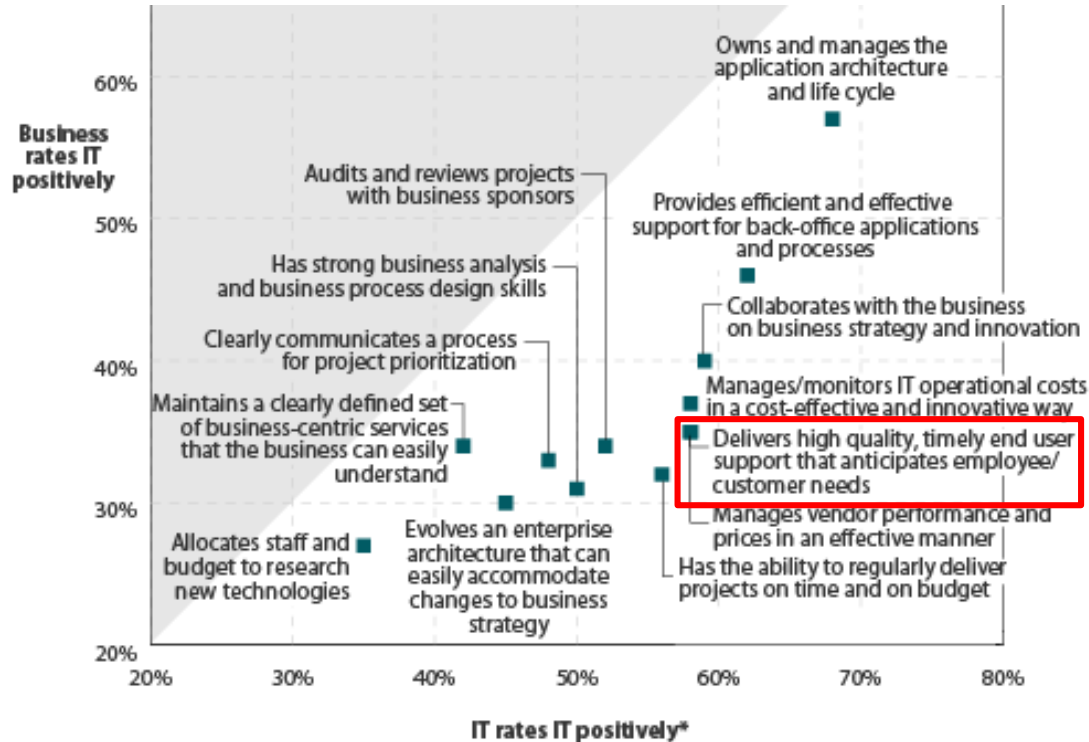 Owns and manages the
application architecture
and life cycle
60%
Business
rates IT
positively
Audits and reviews projects
with business sponsors
50%
Provides efficient and effective
support for back-office applications
and processes
Has strong business analysis
and business process design skills
Collaborates with the business
on business strategy and innovation
Clearly communicates a process
for project prioritization
40%
Manages/monitors IT operational costs
in a cost-effective and innovative way
Maintains a clearly defined set
of business-centric services
that the business can easily
understand
Delivers high quality, timely end user
support that anticipates employee/
customer needs
30%
Manages vendor performance and
prices in an effective manner
Evolves an enterprise
architecture that can
easily accommodate
changes to business
strategy
Allocates staff and
budget to research
new technologies
Has the ability to regularly deliver
projects on time and on budget
20%
20%
30%
40%
50%
60%
70%
80%
IT rates IT positively*